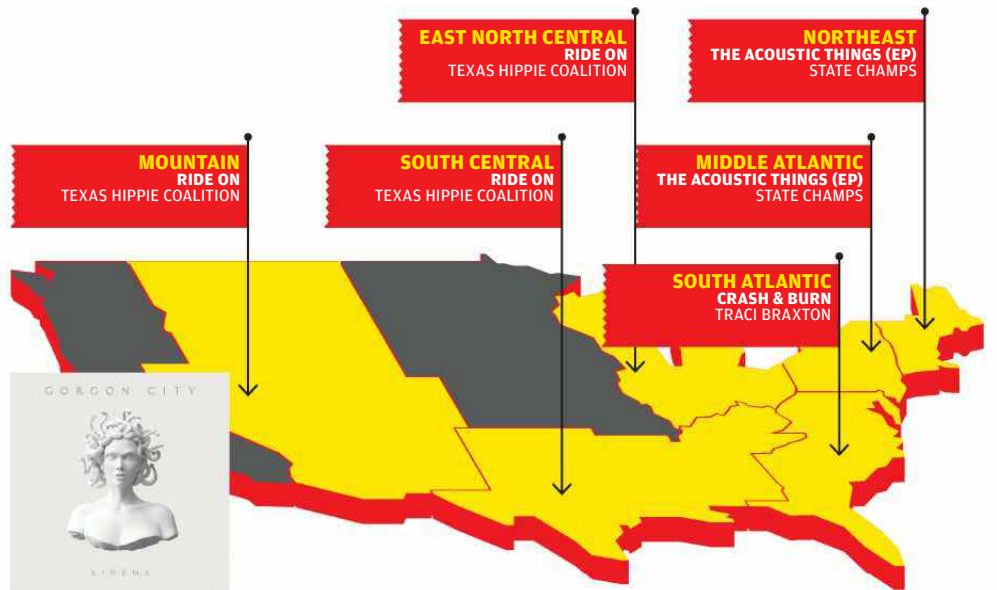 EAST NORTH CENTRAL
RIDE ON
TEXAS HIPPIE COALITION
NORTHEAST
THE ACOUSTIC THINGS (EP)
STATE CHAMPS
MOUNTAIN
RIDE ON
TEXAS HIPPIE COALITION
SOUTH CENTRAL
RIDE ON
TEXAS HIPPIE COALITION
MIDDLE ATLANTIC
THE ACOUSTIC THINGS (EP)
STATE CHAMPS
SOUTH ATLANTIC
CRASH & BURN
TRACI BRAXTON
GORGON CITY
SIRENS